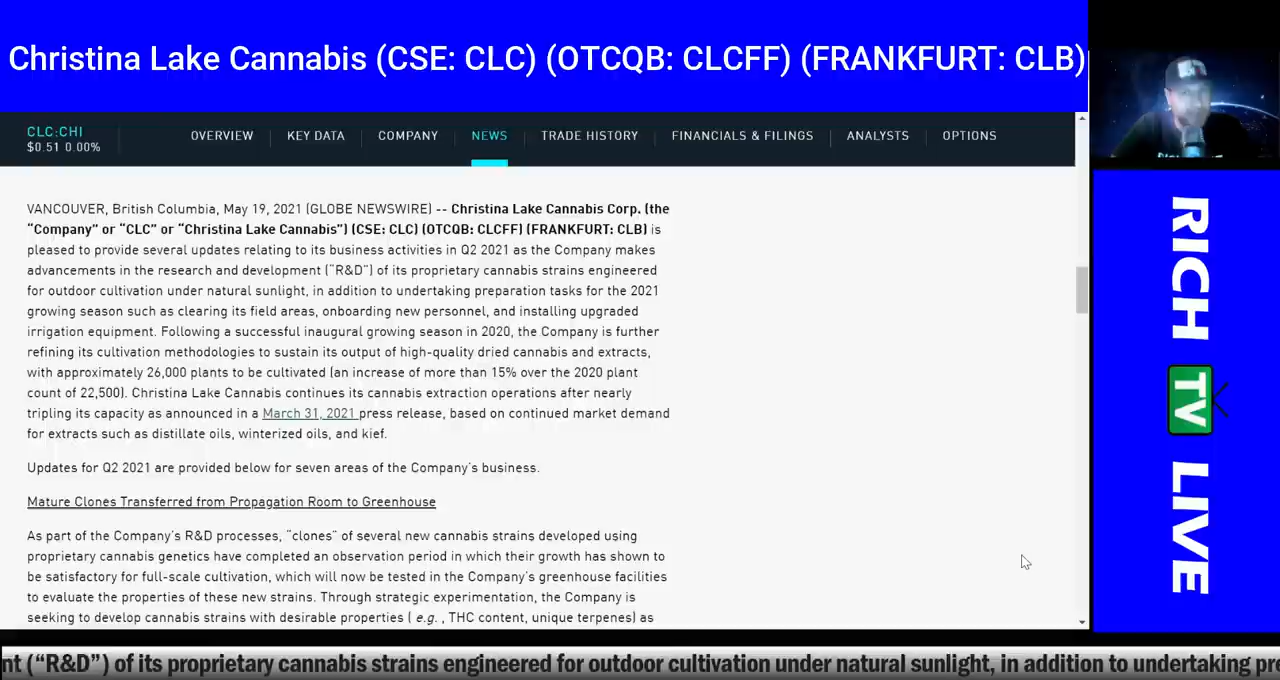 Christina Lake Cannabis (CSE: CLC) (OTCQB: CLCFF) (FRANKFURT: CLB)
CLC:CHI
$0.51 0.00%
OVERVIEW
KEY DATA
COMPANY
NEWS
TRADE HISTORY
FINANCIALS & FILINGS
ANALYSTS
OPTIONS
VANCOUVER, British Columbia, May 19, 2021 (GLOBE NEWSWIRE) -- Christina Lake Cannabis Corp. (the
“Company” or “CLC” or “Christina Lake Cannabis”) (CSE: CLC) (OTCQB: CLCFF) (FRANKFURT: CLB) is
pleased to provide several updates relating to its business activities in Q2 2021 as the Company makes
advancements in the research and development (“R&D”) of its proprietary cannabis strains engineered
for outdoor cultivation under natural sunlight, in addition to undertaking preparation tasks for the 2021
growing season such as clearing its field areas, onboarding new personnel, and installing upgraded
irrigation equipment. Following a successful inaugural growing season in 2020, the Company is further
refining its cultivation methodologies to sustain its output of high-quality dried cannabis and extracts,
with approximately 26,000 plants to be cultivated (an increase of more than 15% over the 2020 plant
count of 22,500). Christina Lake Cannabis continues its cannabis extraction operations after nearly
tripling its capacity as announced in a March 31, 2021 press release, based on continued market demand
for extracts such as distillate oils, winterized oils, and kief.
Updates for Q2 2021 are provided below for seven areas of the Company's business.
Mature Clones Transferred from Propagation Room to Greenhouse
As part of the Company's R&D processes, “clones” of several new cannabis strains developed using
proprietary cannabis genetics have completed an observation period in which their growth has shown to
be satisfactory for full-scale cultivation, which will now be tested in the Company's greenhouse facilities
to evaluate the properties of these new strains. Through strategic experimentation, the Company is
seeking to develop cannabis strains with desirable properties ( e.g. , THC content, unique terpenes) as
RICH
TV
LIVE
nt (“R&D”) of its proprietary cannabis strains engineered for outdoor cultivation under natural sunlight, in addition to undertaking pre